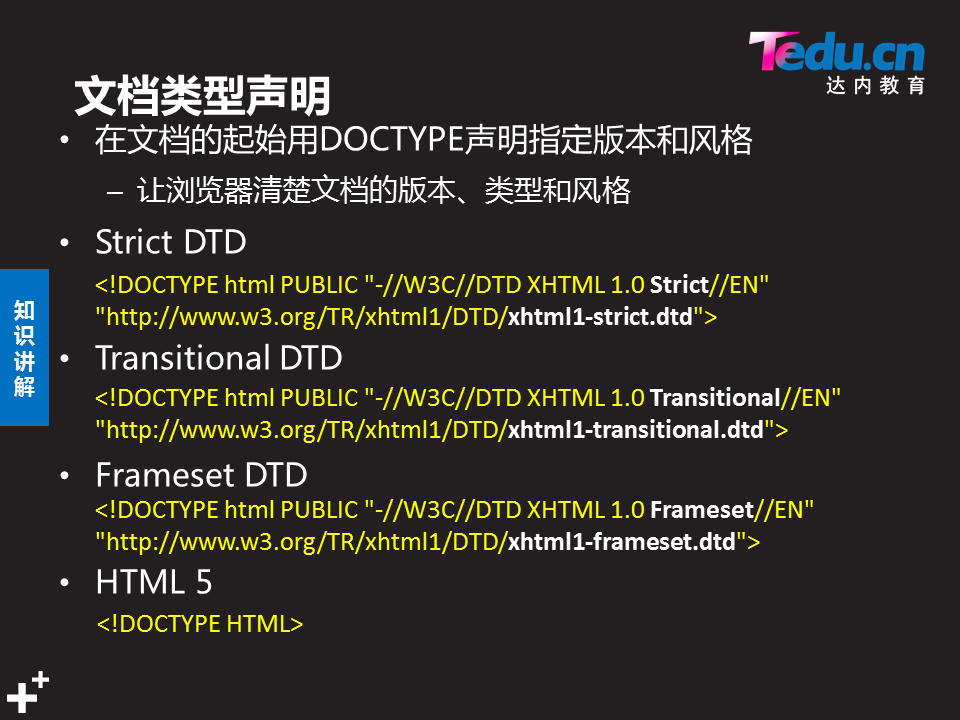 Tedu.cn
达内教育
文档类型声明
• 在文档的起始用DOCTYPE声明指定版本和风格
– 让浏览器清楚文档的版本、类型和风格
• Strict DTD
<!DOCTYPE html PUBLIC "-//W3C//DTD XHTML 1.0 Strict//EN"
"http://www.w3.org/TR/xhtml1/DTD/xhtml1-strict.dtd">
知识讲解
• Transitional DTD
<!DOCTYPE html PUBLIC "-//W3C//DTD XHTML 1.0 Transitional//EN"
"http://www.w3.org/TR/xhtml1/DTD/xhtml1-transitional.dtd">
• Frameset DTD
<!DOCTYPE html PUBLIC "-//W3C//DTD XHTML 1.0 Frameset//EN"
"http://www.w3.org/TR/xhtml1/DTD/xhtml1-frameset.dtd">
• HTML 5
<!DOCTYPE HTML>